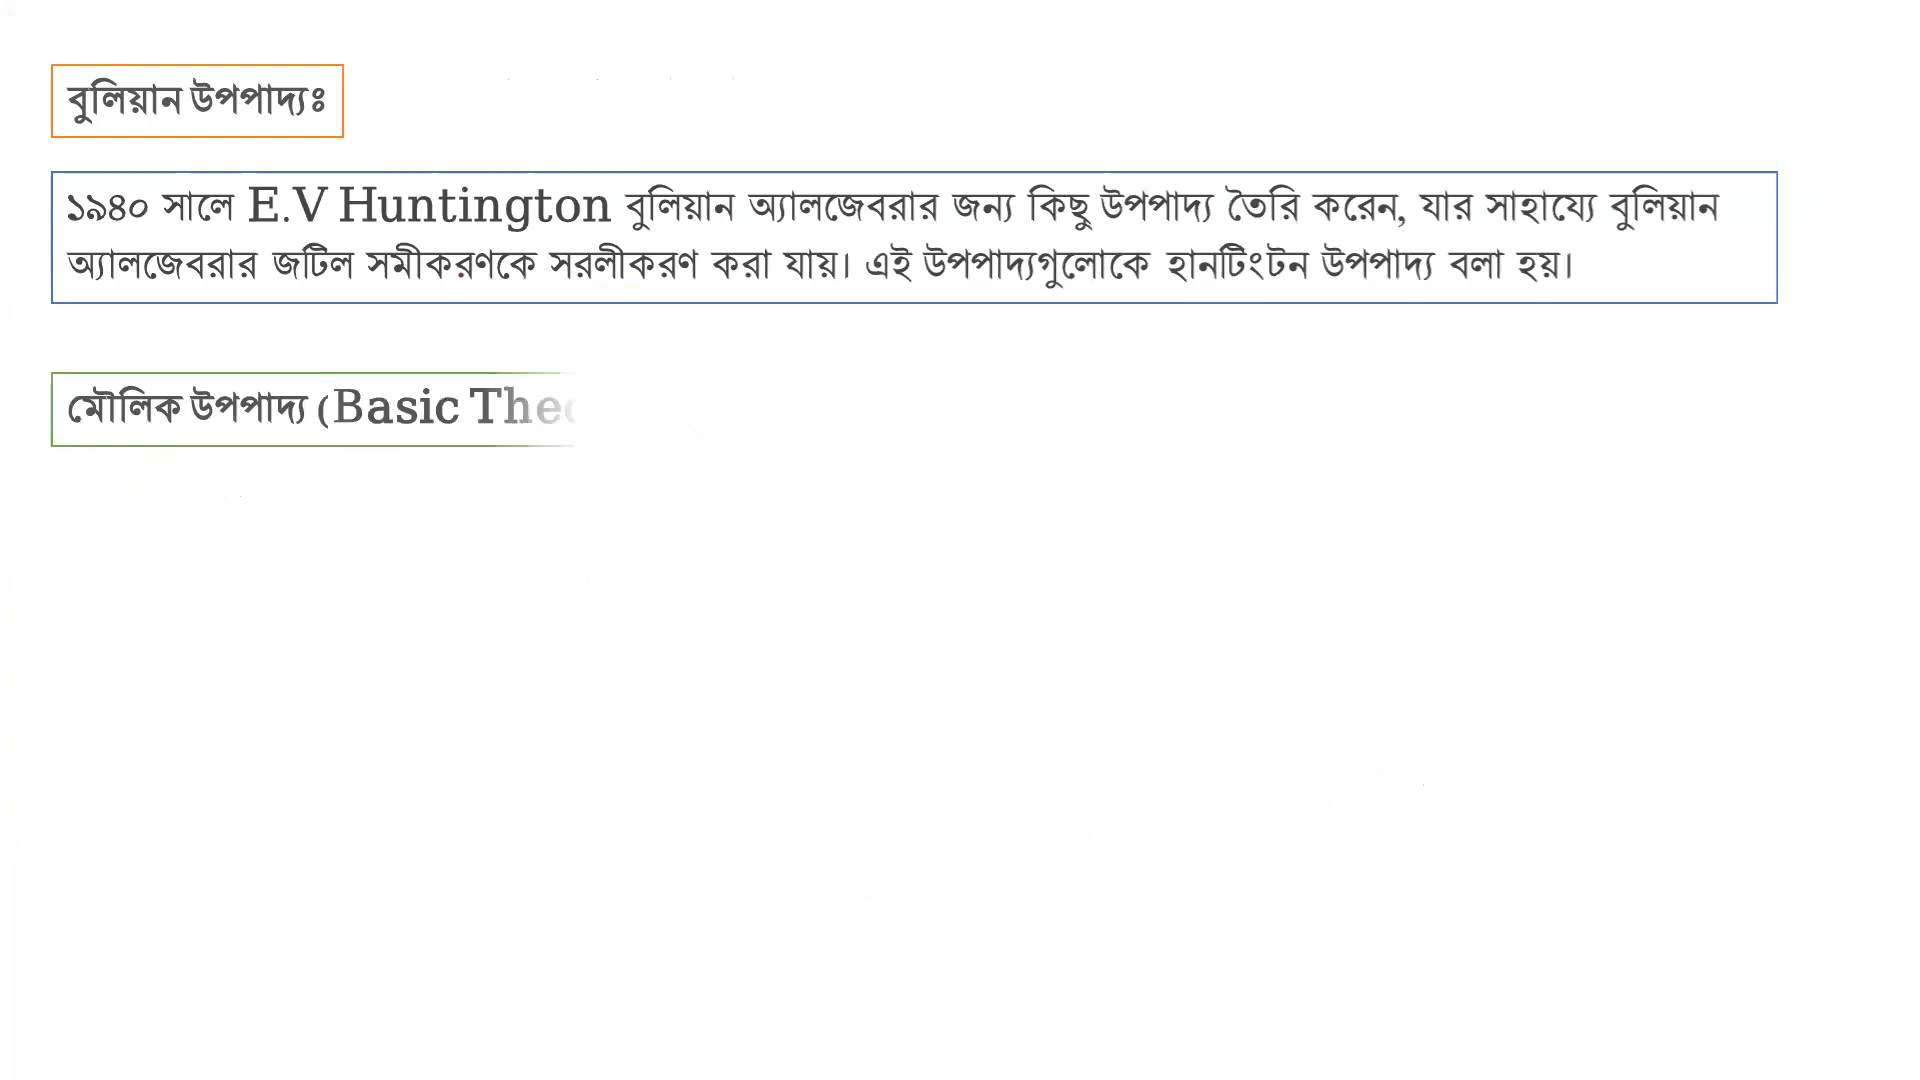 বুলিয়ান উপপাদ্যঃ
১৯৪০ সালে E.V Huntington বুলিয়ান অ্যালজেবরার জন্য কিছু উপপাদ্য তৈরি করেন, যার সাহায্যে বুলিয়ান
অ্যালজেবরার জটিল সমীকরণকে সরলীকরণ করা যায়। এই উপপাদ্যগুলোকে হানটিংটন উপপাদ্য বলা হয়।
মৌলিক উপপাদ্য (Basic